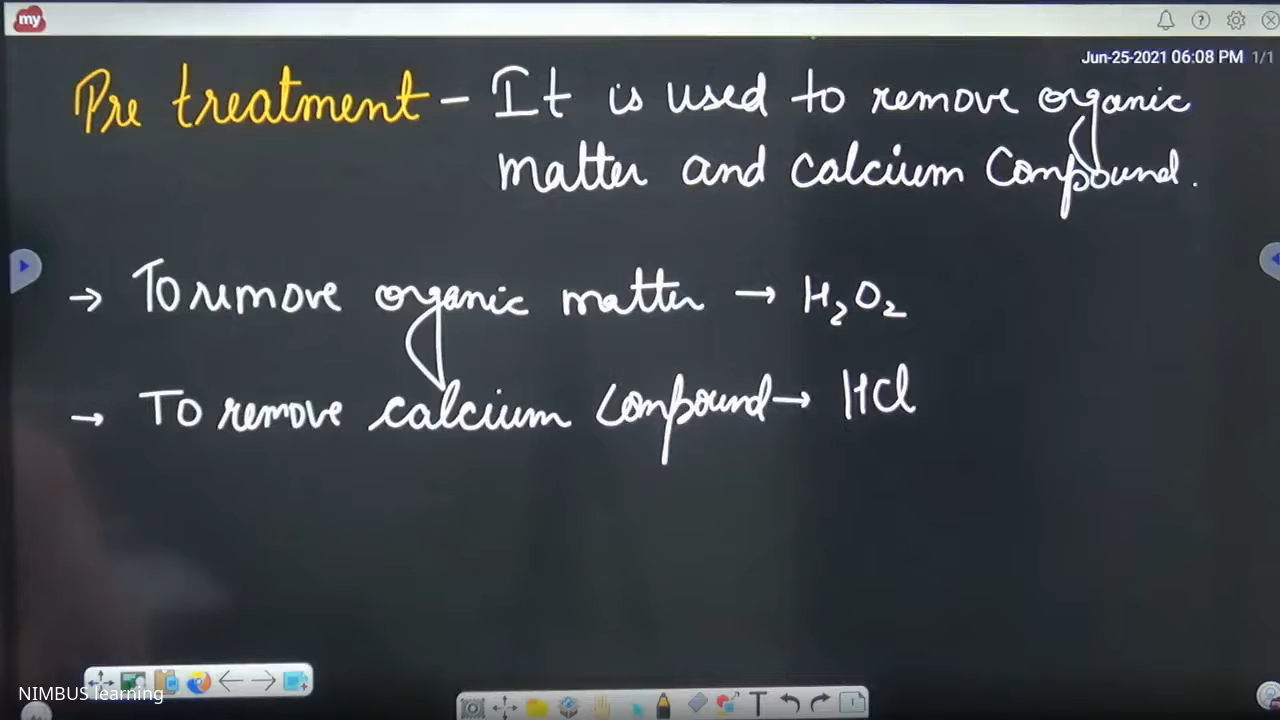 my
Jun-25-2021 06:08 PM 1/1
Pre treatment - It is used to remove organic
matter and calcium compound.
→ To remove organic matter → H₂O₂
→ To remove calcium compound → HCl
NIMBUS learning